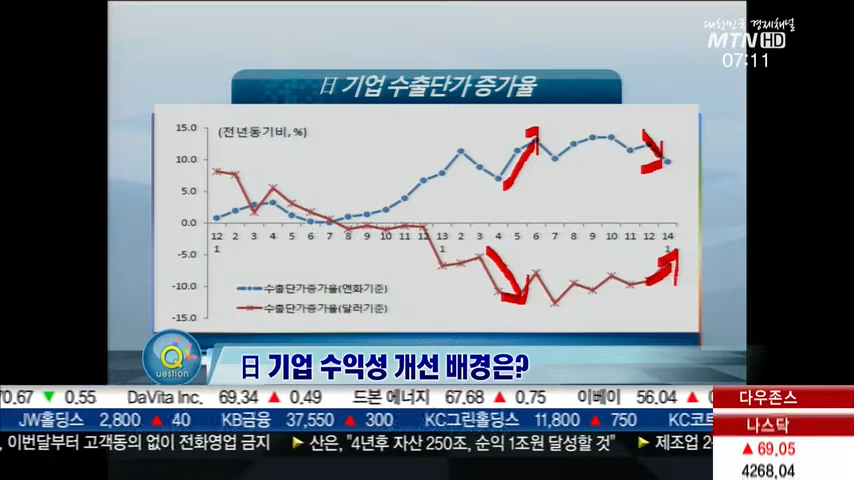 대한민국 경제채널
MTN HD
07:11
日 기업 수출단가 증가율
(전년동기비, %)
15.0
10.0
5.0
0.0
-5.0
-10.0
-15.0
12 2 3 4 5 6 7 8 9 10 11 12 13 2 3 4 5 6 7 8 9 10 11 12 14
1 1 1
수출단가증가율(엔화기준)
수출단가증가율(달러기준)
Question
日 기업 수익성 개선 배경은?
70.67 ▼ 0.55 DaVita Inc. 69.34 ▲ 0.49 드본 에너지 67.68 ▲ 0.75 이베이 56.04 ▲
다우존스
JW홀딩스 2,800 ▲ 40 KB금융 37,550 ▲ 300 KC그린홀딩스 11,800 ▲ 750 KC코트
나스닥
, 이번달부터 고객동의 없이 전화영업 금지 ▶ 산은, "4년후 자산 250조, 순익 1조원 달성할 것" ▶ 제조업
▲ 69.05
4268.04